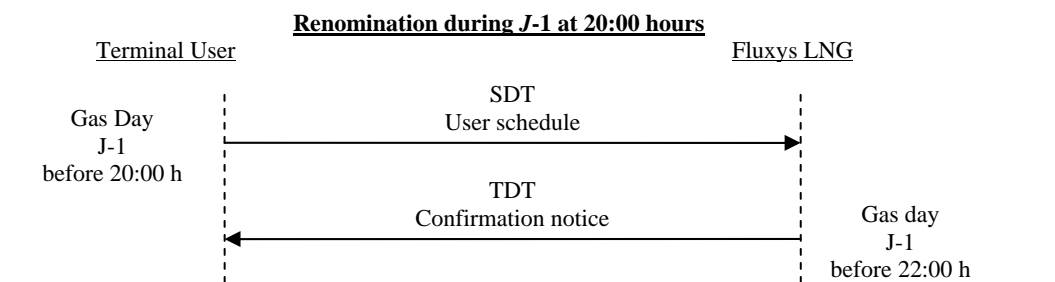 Renomination during J-1 at 20:00 hours
Terminal User
Fluxys LNG
SDT
User schedule
Gas Day
J-1
before 20:00 h
TDT
Confirmation notice
Gas day
J-1
before 22:00 h